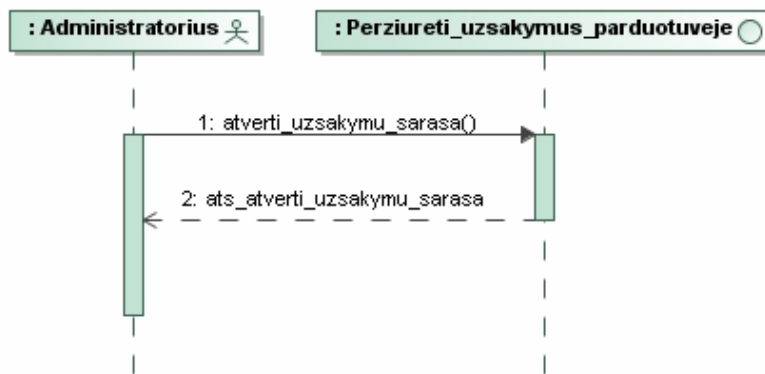 : Administratorius
: Perziureti_uzsakymus_parduotuveje
1: atverti_uzsakymu_sarasa()
2: ats_atverti_uzsakymu_sarasa